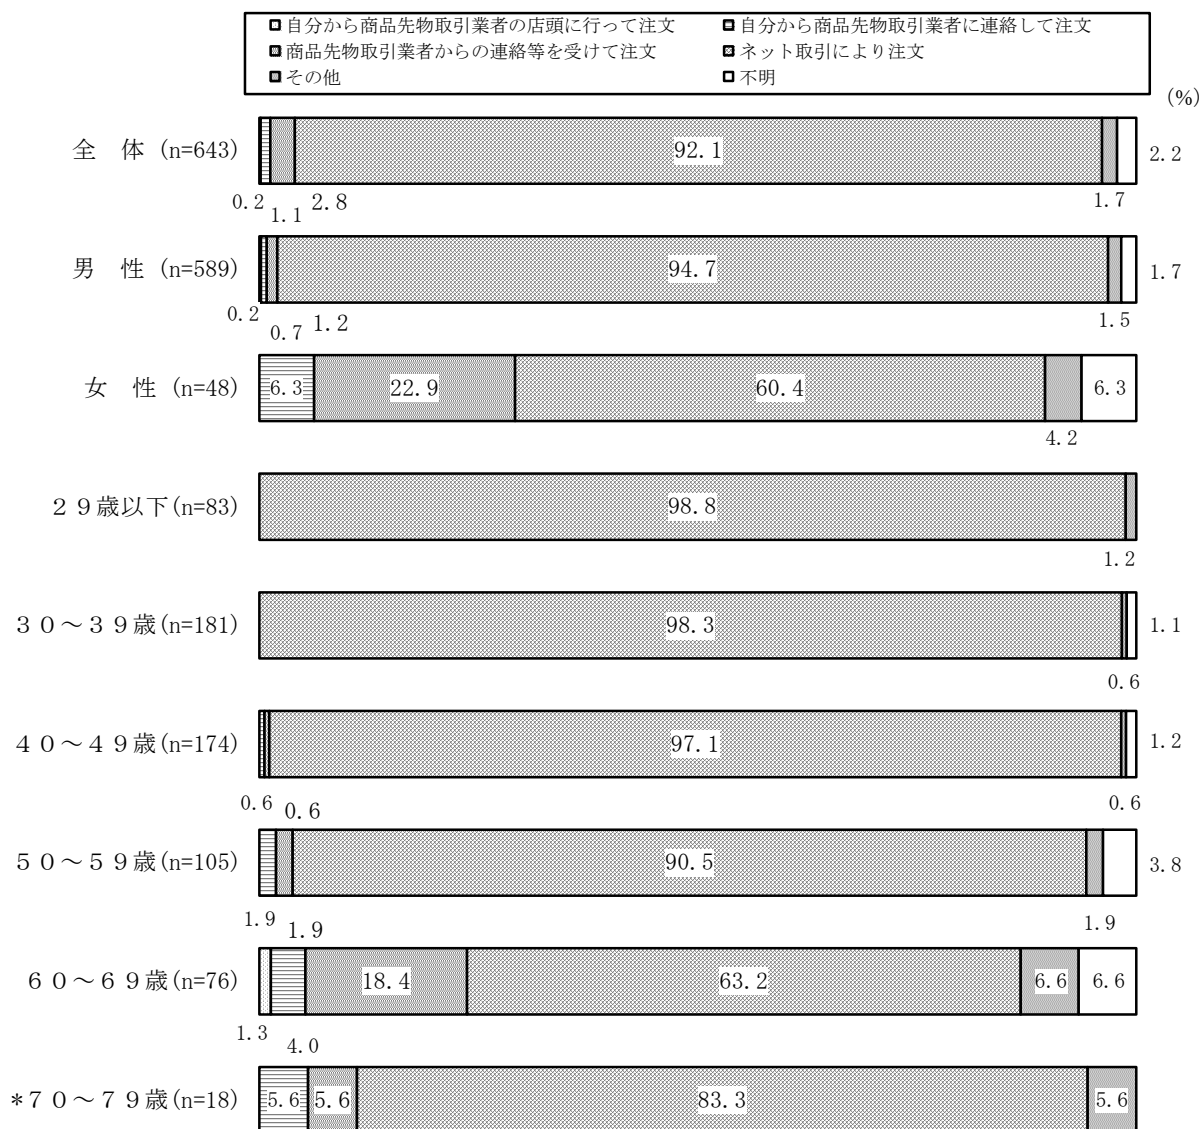 自分から商品先物取引業者の店頭に行って注文 自分から商品先物取引業者に連絡して注文
商品先物取引業者からの連絡等を受けて注文 ネット取引により注文
その他 不明
(%)
全 体 (n=643) 92.1 2.2
0.2 1.1 2.8 1.7
男 性 (n=589) 94.7 1.7
0.2 0.7 1.2 1.5
女 性 (n=48) 6.3 22.9 60.4 6.3
4.2
２９歳以下(n=83) 98.8
1.2
３０～３９歳(n=181) 98.3 1.1
0.6
４０～４９歳(n=174) 97.1 1.2
0.6 0.6 0.6
５０～５９歳(n=105) 90.5 3.8
1.9 1.9 1.9
６０～６９歳(n=76) 18.4 63.2 6.6 6.6
1.3 4.0
*７０～７９歳(n=18) 5.6 5.6 83.3 5.6